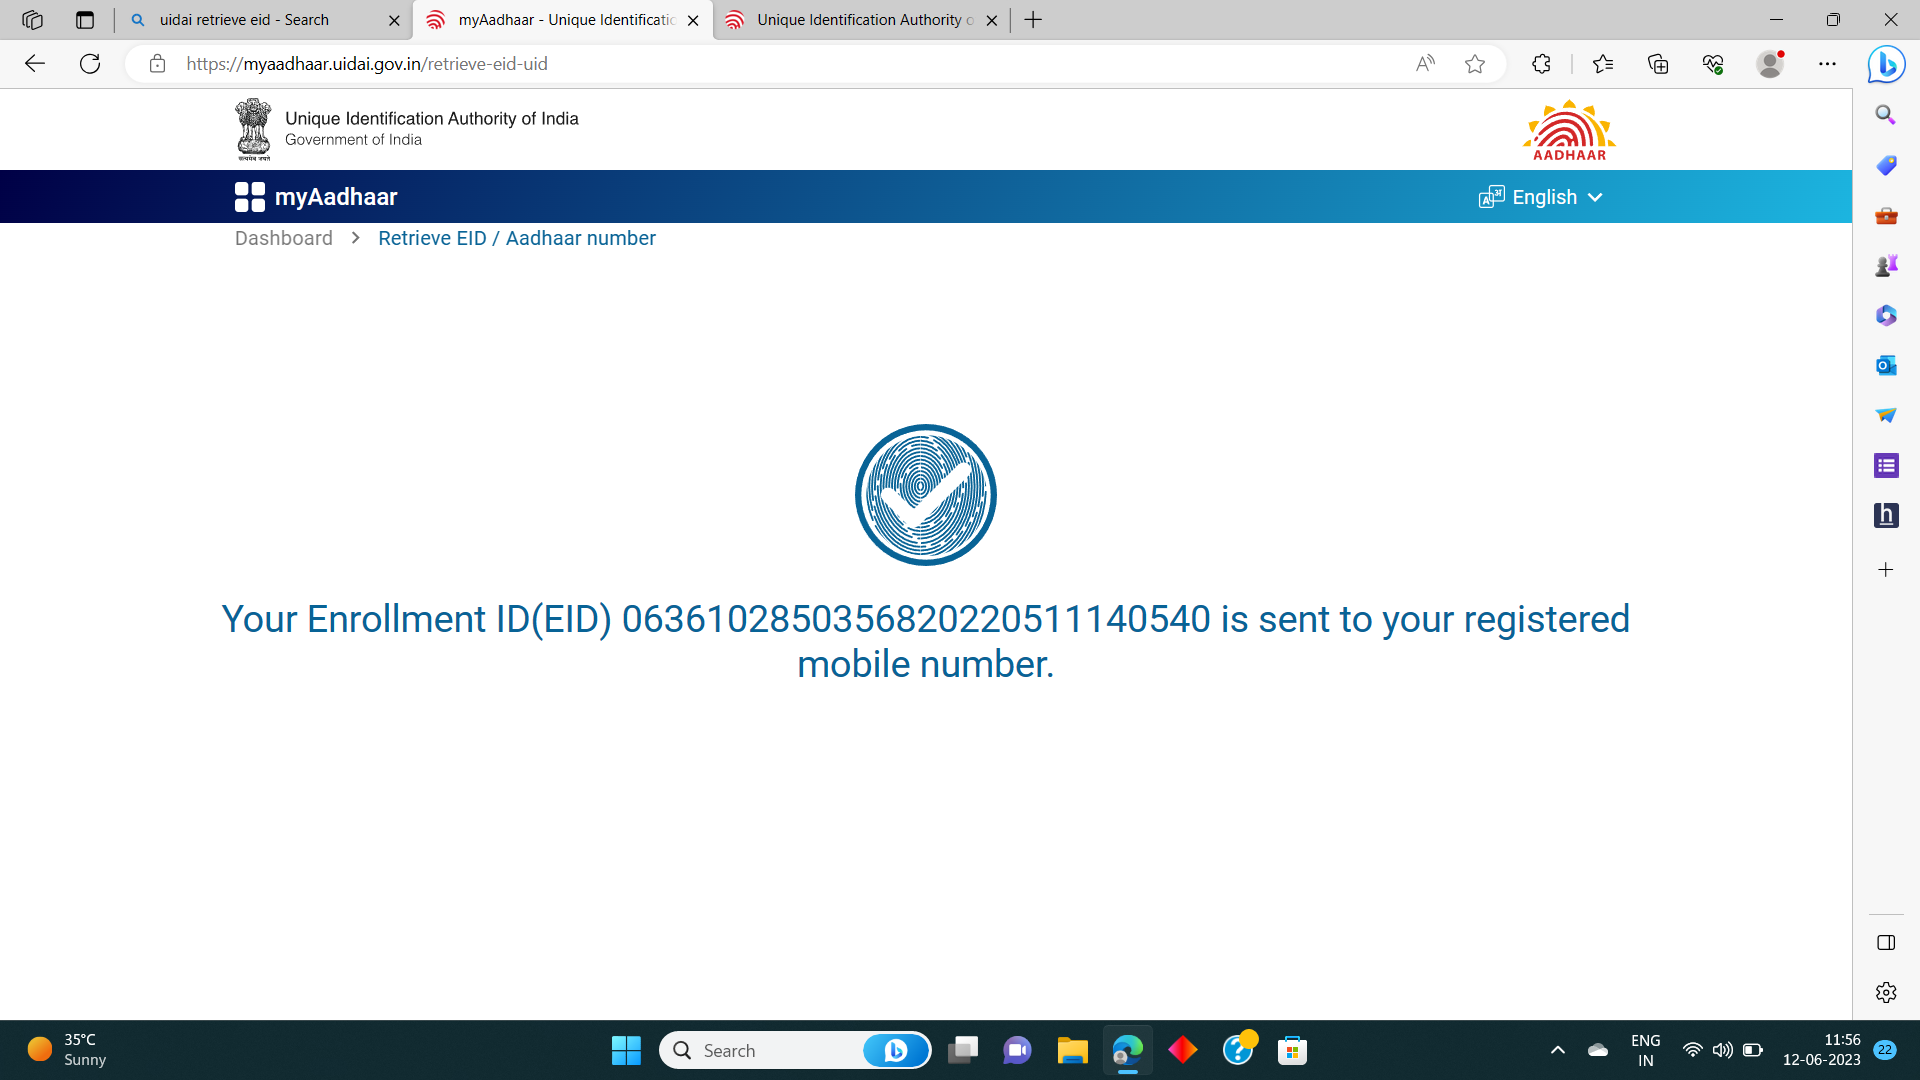 uidai retrieve eid - Search
myAadhaar - Unique Identificatic
Unique Identification Authority o
https://myaadhaar.uidai.gov.in/retrieve-eid-uid
Unique Identification Authority of India
Government of India
सत्यमेव जयते
AADHAAR
myAadhaar
English
Dashboard > Retrieve EID / Aadhaar number
Your Enrollment ID(EID) 0636102850356820220511140540 is sent to your registered
mobile number.
35°C
Sunny
Search
ENG
IN
11:56
12-06-2023
22